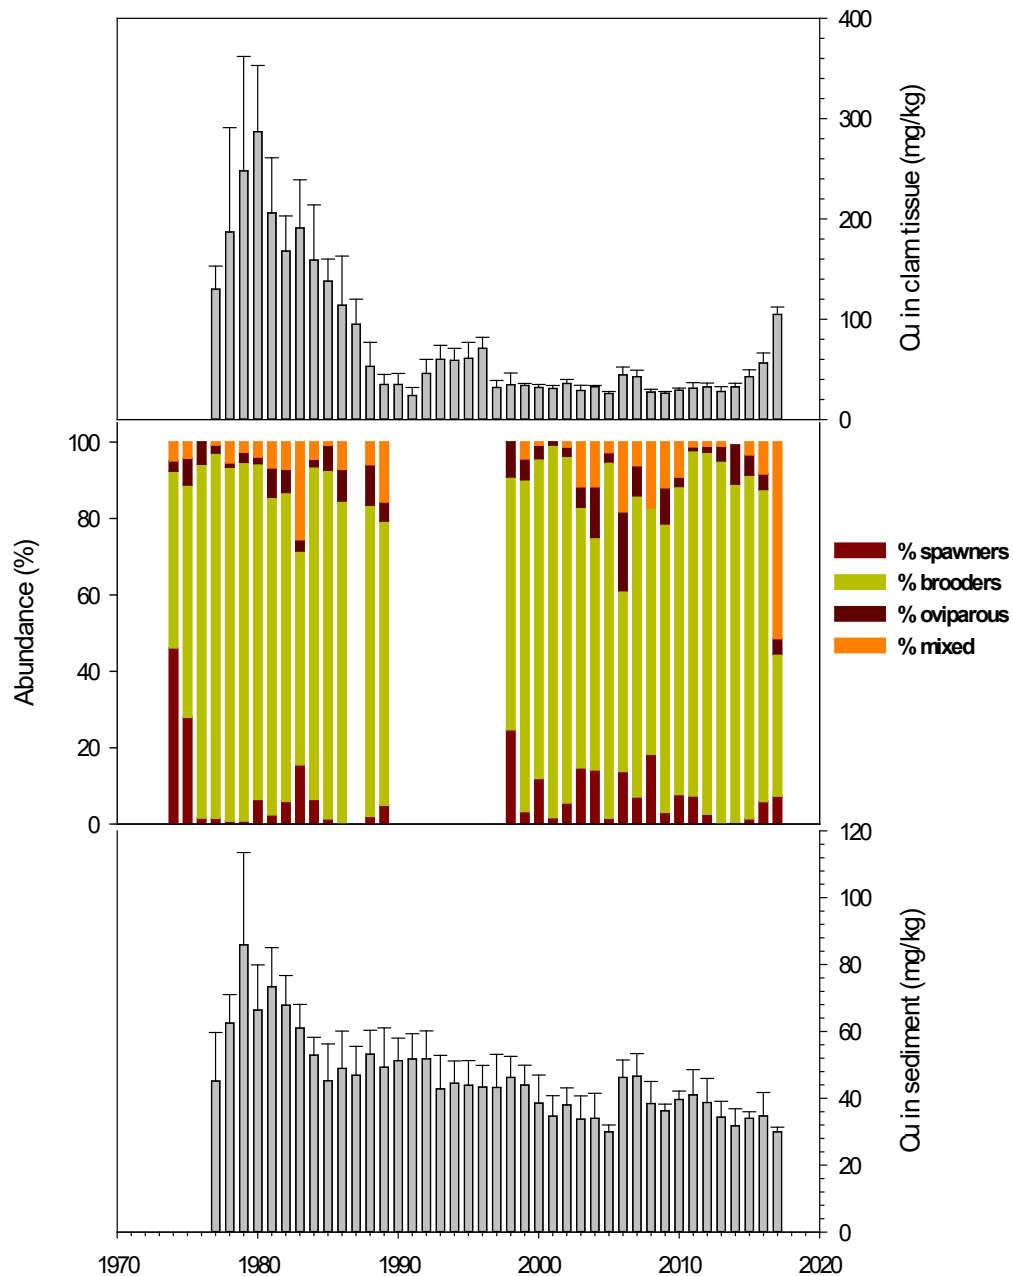 400
300
200
100
0
Cu in clam tissue (mg/kg)
100
80
60
40
20
0
Abundance (%)
% spawners
% brooders
% oviparous
% mixed
120
100
80
60
40
20
0
Cu in sediment (mg/kg)
1970 1980 1990 2000 2010 2020